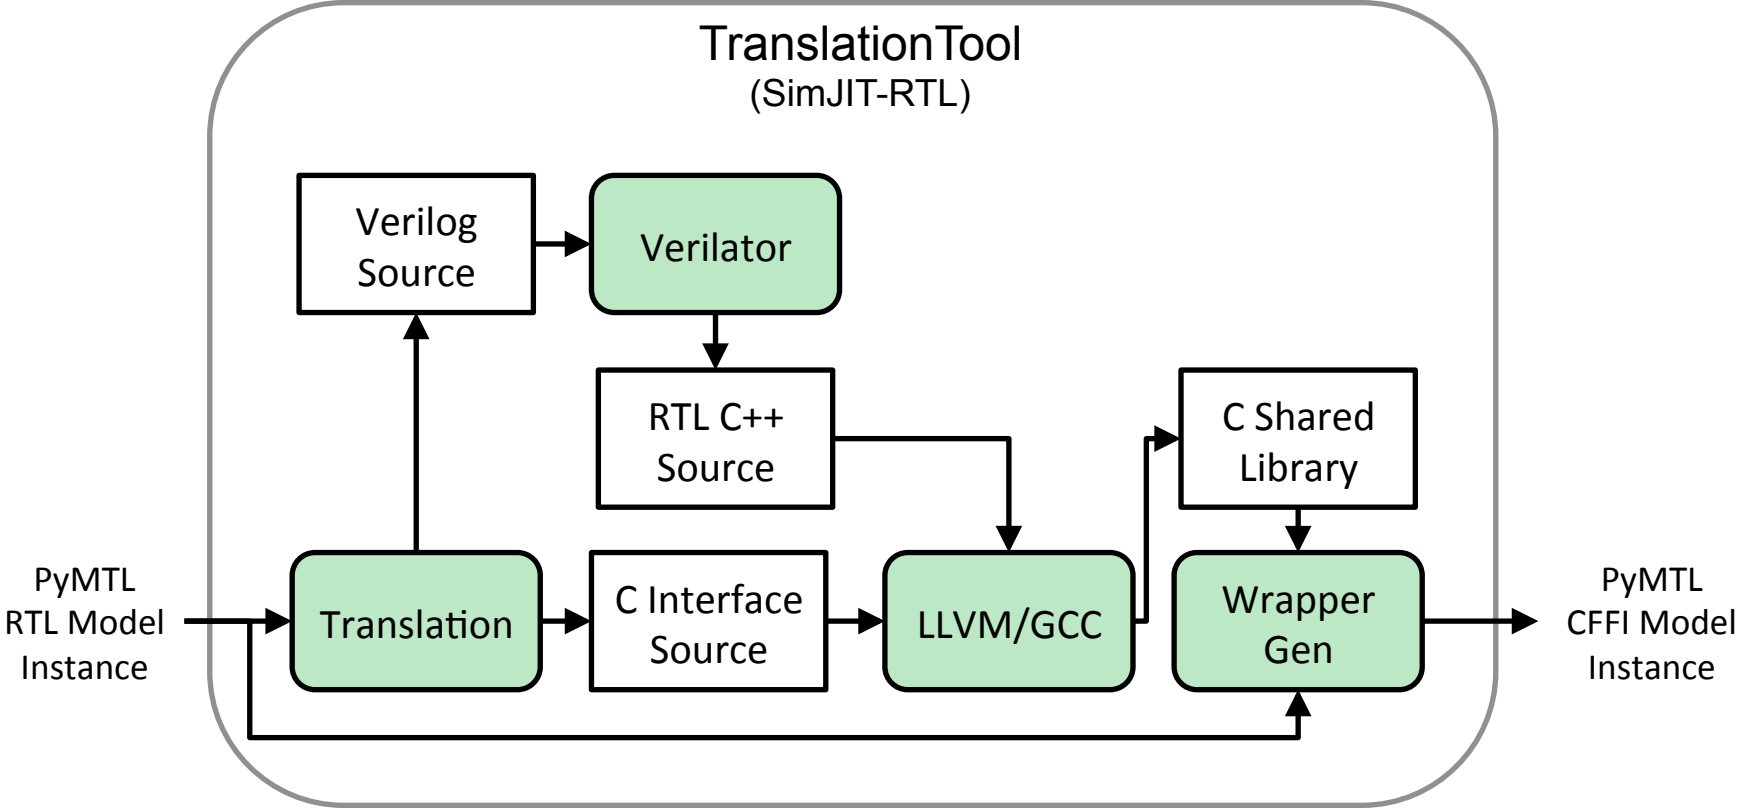 TranslationTool
(SimJIT-RTL)
Verilog
Source
Verilator
RTL C++
Source
C Shared
Library
PyMTL
RTL Model
Instance
Translation
C Interface
Source
LLVM/GCC
Wrapper
Gen
PyMTL
CFFI Model
Instance